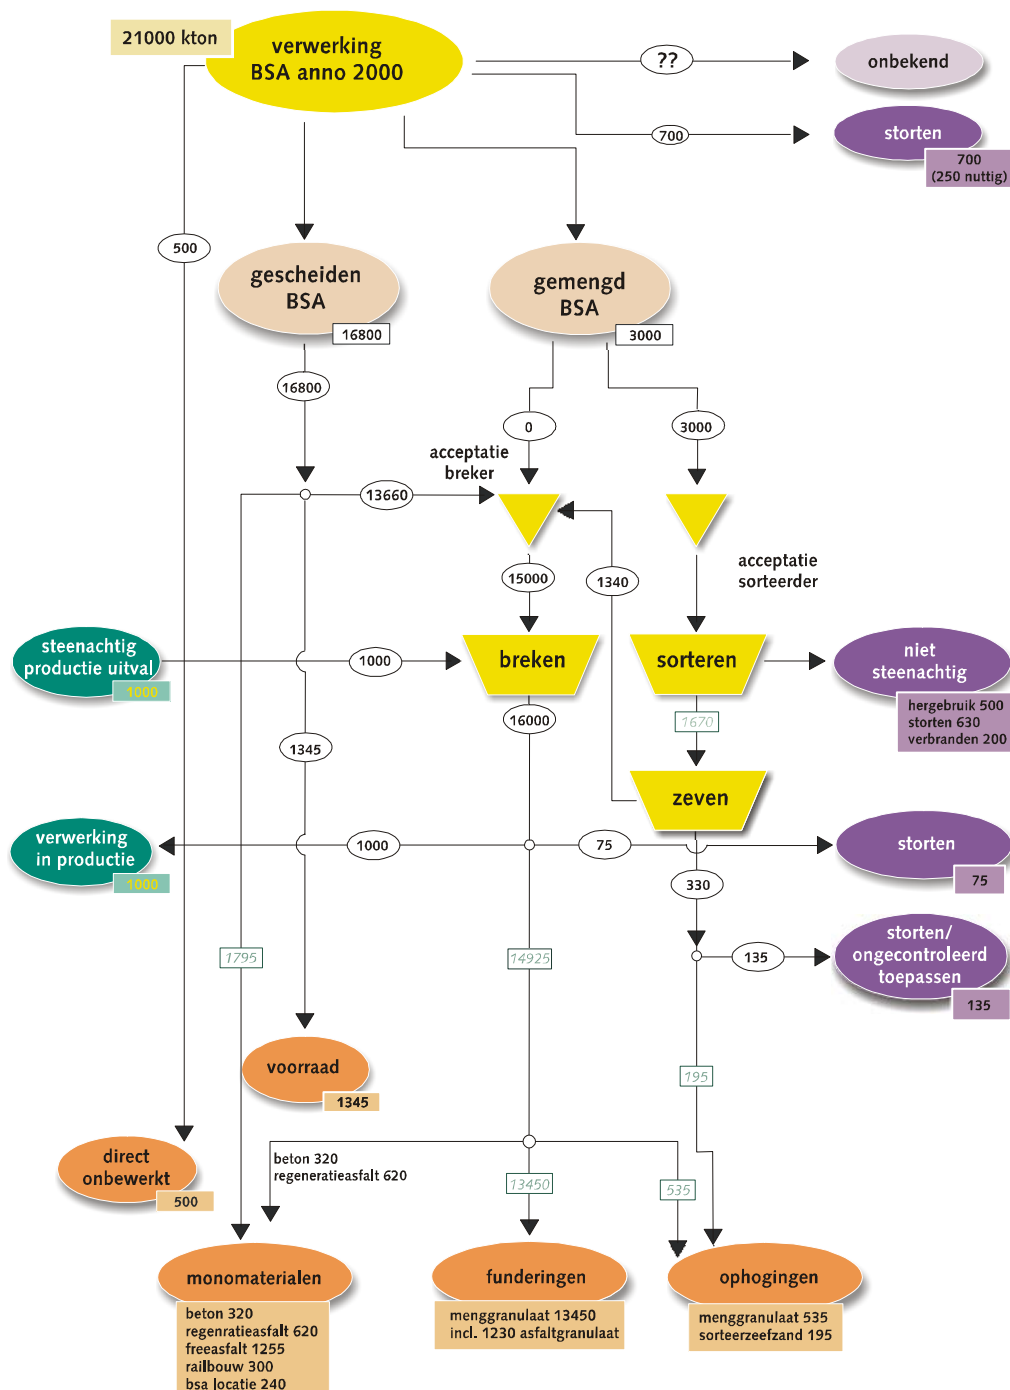 21000 kton
verwerking
BSA anno 2000
??
onbekend
700
storten
700
(250 nuttig)
500
gescheiden
BSA
16800
gemengd
BSA
3000
16800
0
3000
acceptatie
breker
13660
acceptatie
sorteerder
15000
1340
steenachtig
productie uitval
1000
1000
breken
sorteren
niet
steenachtig
hergebruik 500
storten 630
verbranden 200
16000
1670
1345
zeven
verwerking
in productie
1000
1000
75
storten
75
330
1795
14925
135
storten/
ongecontroleerd
toepassen
135
voorraad
1345
195
direct
onbewerkt
500
beton 320
regeneratieasfalt 620
13450
535
monomaterialen
beton 320
regenratieasfalt 620
freeasfalt 1255
railbouw 300
bsa locatie 240
funderingen
menggranulaat 13450
incl. 1230 asfaltgranulaat
ophogingen
menggranulaat 535
sorteerzeefzand 195